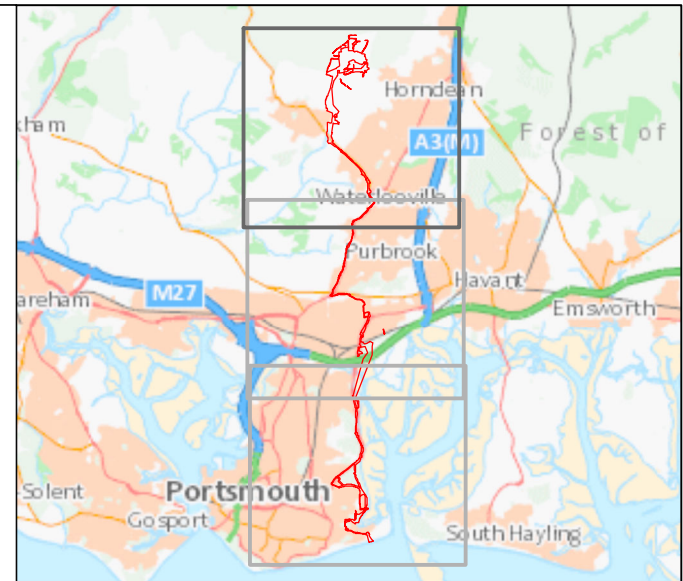 Horndean
kham
A3(M)
Forest of
Waterlooville
Purbrook
Havant
M27
areham
Emsworth
-Solent
Portsmouth
Gosport
South Hayling